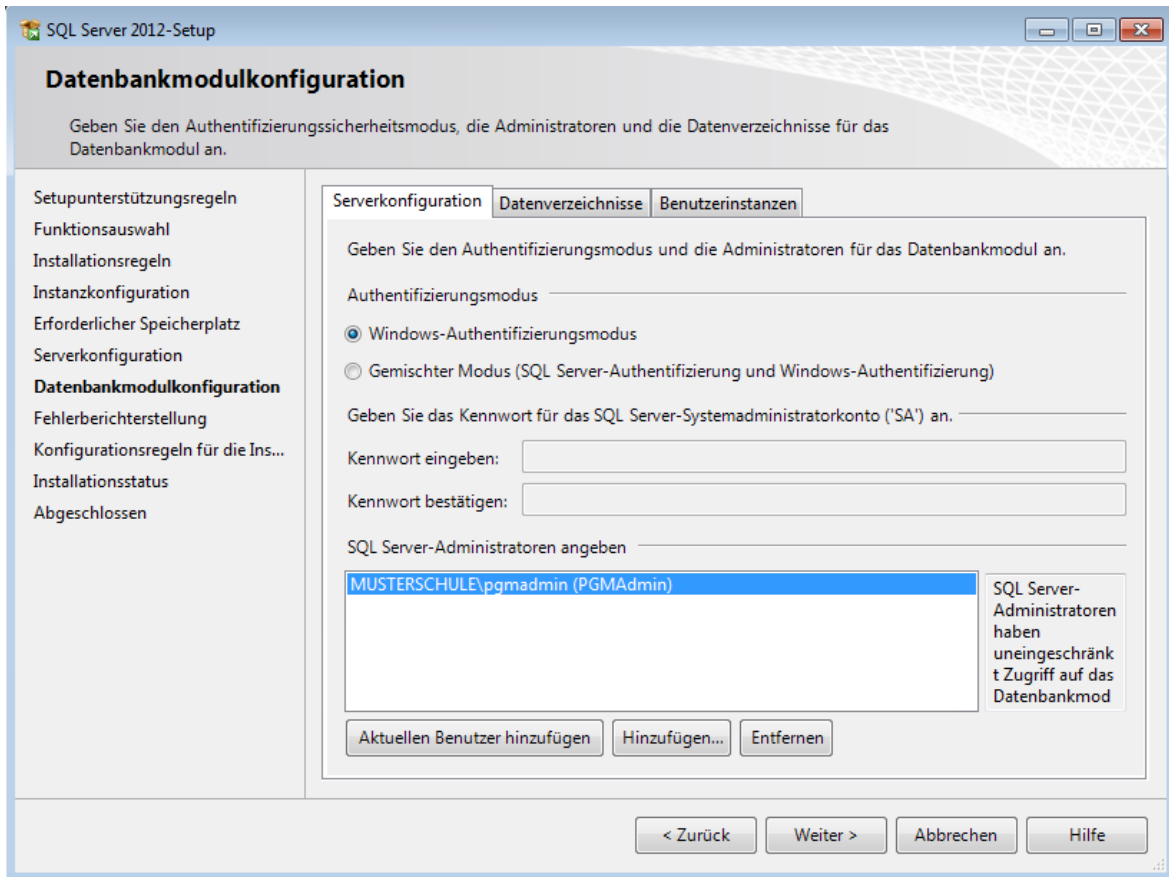 SQL Server 2012-Setup
Datenbankmodulkonfiguration
Geben Sie den Authentifizierungssicherheitsmodus, die Administratoren und die Datenverzeichnisse für das
Datenbankmodul an.
Setupunterstützungsregeln
Funktionsauswahl
Installationsregeln
Instanzkonfiguration
Erforderlicher Speicherplatz
Serverkonfiguration
Datenbankmodulkonfiguration
Fehlerberichterstellung
Konfigurationsregeln für die Ins...
Installationsstatus
Abgeschlossen
Serverkonfiguration Datenverzeichnisse Benutzerinstanzen
Geben Sie den Authentifizierungsmodus und die Administratoren für das Datenbankmodul an.
Authentifizierungsmodus
Windows-Authentifizierungsmodus
Gemischter Modus (SQL Server-Authentifizierung und Windows-Authentifizierung)
Geben Sie das Kennwort für das SQL Server-Systemadministratorkonto ('SA') an.
Kennwort eingeben:
Kennwort bestätigen:
SQL Server-Administratoren angeben
MUSTERSCHULE\pgmadmin (PGMAdmin)
SQL Server-
Administratoren
haben
uneingeschränk
t Zugriff auf das
Datenbankmod
Aktuellen Benutzer hinzufügen Hinzufügen... Entfernen
< Zurück Weiter > Abbrechen Hilfe